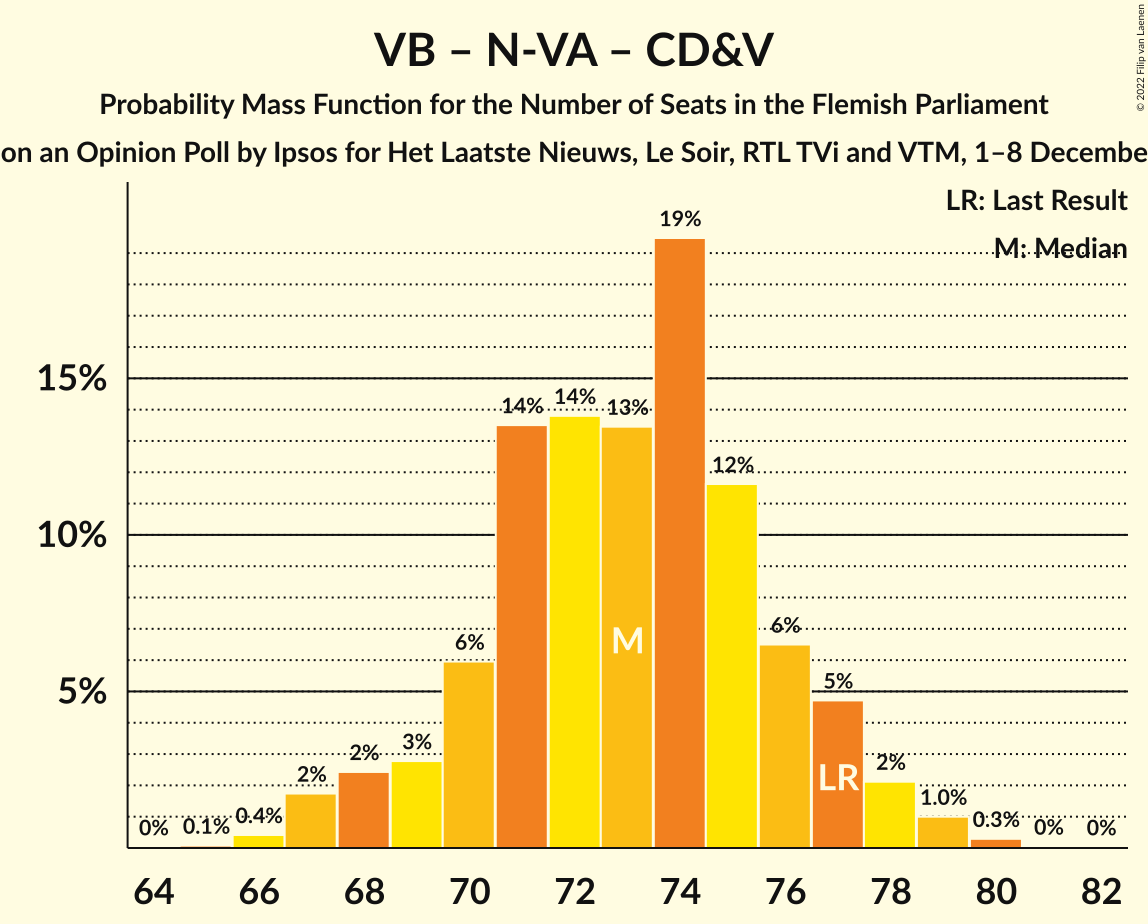 VB – N-VA – CD&V
Probability Mass Function for the Number of Seats in the Flemish Parliament
on an Opinion Poll by Ipsos for Het Laatste Nieuws, Le Soir, RTL TVi and VTM, 1–8 Decembe
© 2022 Filip van Laenen
LR: Last Result
M: Median
15%
10%
5%
0%
0.1%
0.4%
2%
2%
3%
6%
14%
14%
13%
19%
12%
6%
5%
2%
1.0%
0.3%
0%
0%
M
LR
64 66 68 70 72 74 76 78 80 82